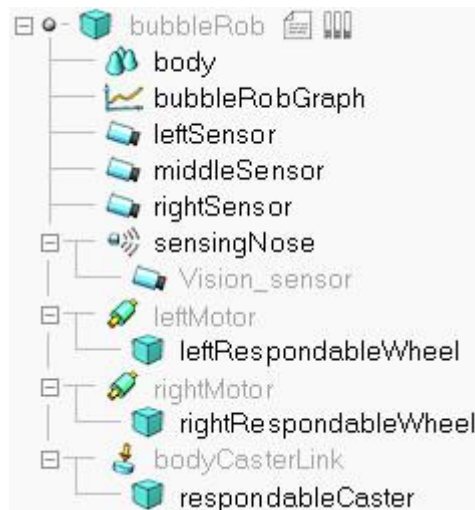 bubbleRob
body
bubbleRobGraph
leftSensor
middleSensor
rightSensor
sensingNose
Vision_sensor
leftMotor
leftRespondableWheel
rightMotor
rightRespondableWheel
bodyCasterLink
respondableCaster